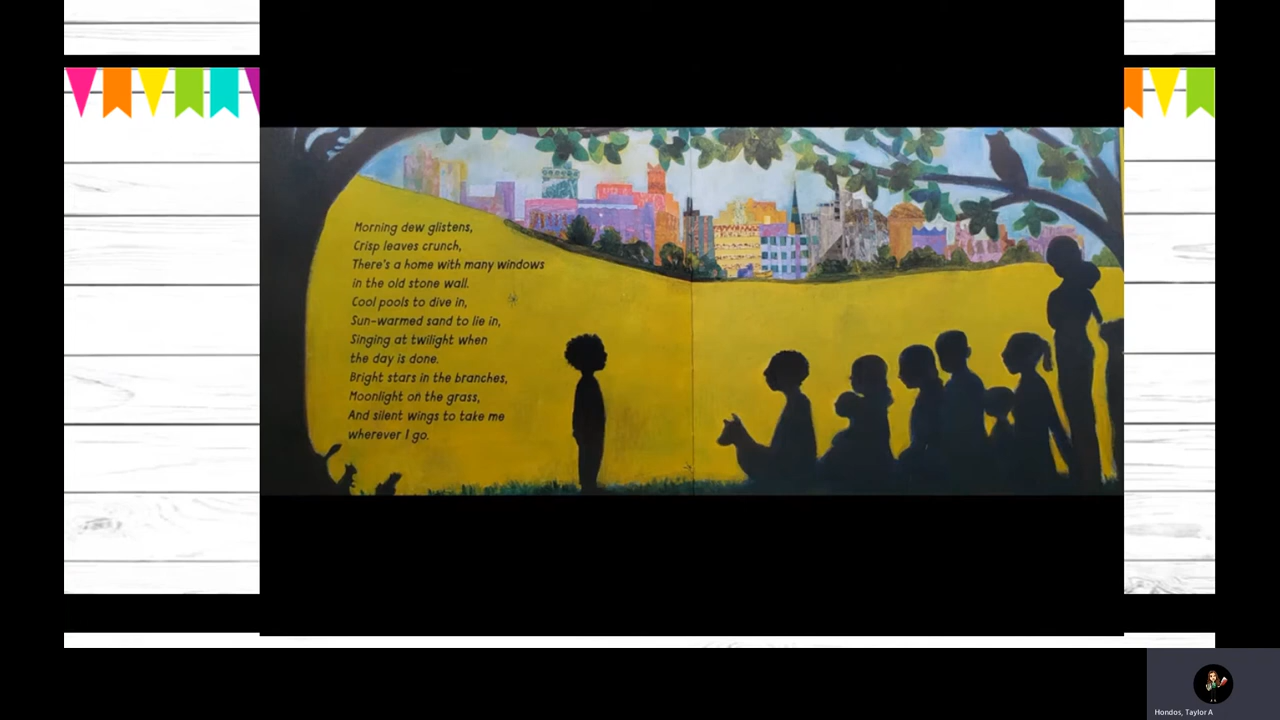 Morning dew glistens,
Crisp leaves crunch,
There's a home with many windows
in the old stone wall.
Cool pools to dive in,
Sun-warmed sand to lie in,
Singing at twilight when
the day is done.
Bright stars in the branches,
Moonlight on the grass,
And silent wings to take me
wherever I go.
Hondos, Taylor A